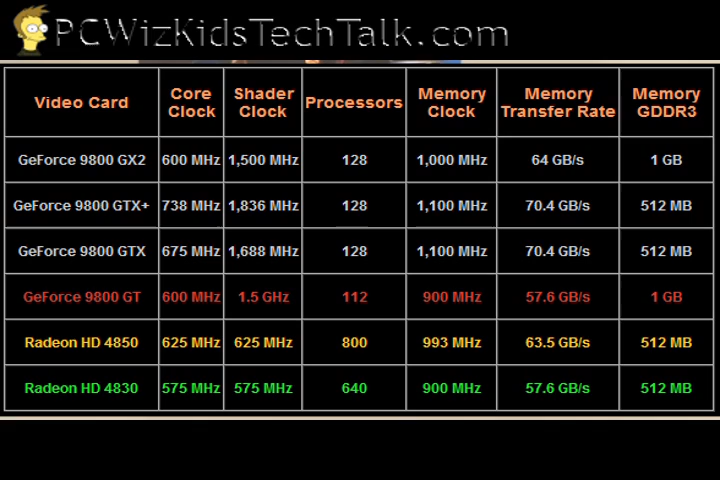 PCWizKidsTechTalk.com
Video Card Core Clock Shader Clock Processors Memory Clock Memory Transfer Rate Memory GDDR3
GeForce 9800 GX2 600 MHz 1,500 MHz 128 1,000 MHz 64 GB/s 1 GB
GeForce 9800 GTX+ 738 MHz 1,836 MHz 128 1,100 MHz 70.4 GB/s 512 MB
GeForce 9800 GTX 675 MHz 1,688 MHz 128 1,100 MHz 70.4 GB/s 512 MB
GeForce 9800 GT 600 MHz 1.5 GHz 112 900 MHz 57.6 GB/s 1 GB
Radeon HD 4850 625 MHz 625 MHz 800 993 MHz 63.5 GB/s 512 MB
Radeon HD 4830 575 MHz 575 MHz 640 900 MHz 57.6 GB/s 512 MB